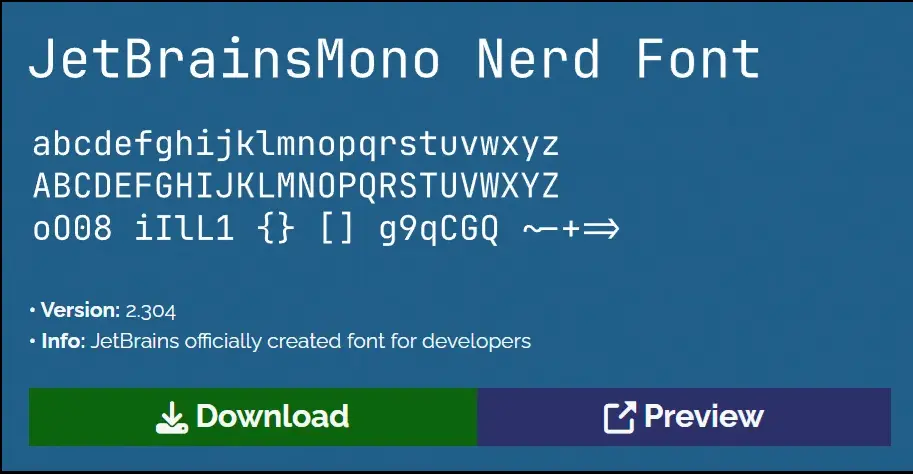 JetBrainsMono Nerd Font
abcdefghijklmnopqrstuvwxyz
ABCDEFGHIJKLMNOPQRSTUVWXYZ
oO08 iIlL1 {} [] g9qCGQ ~-+=>
• Version: 2.304
• Info: JetBrains officially created font for developers
Download
Preview